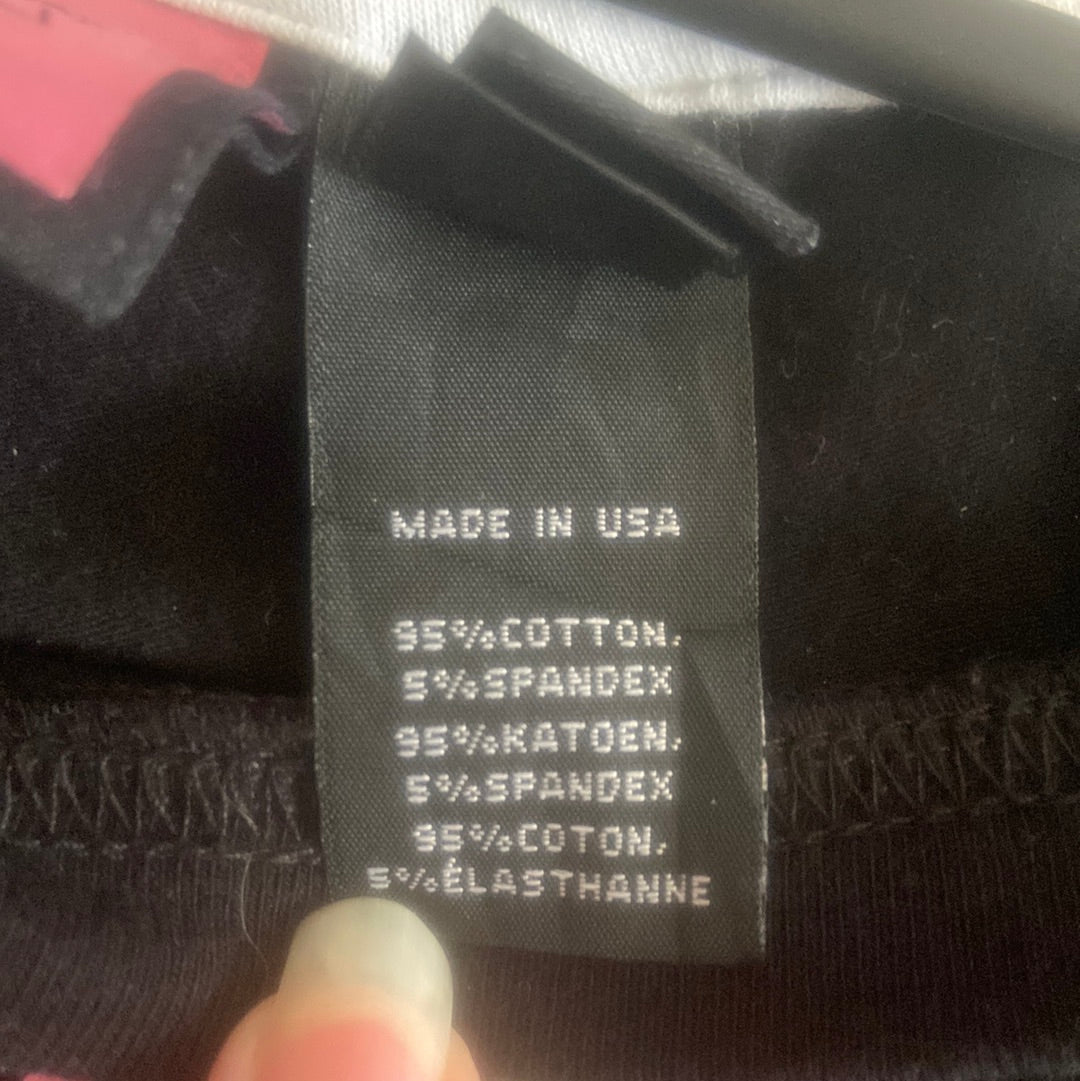 MADE IN USA
95%COTTON,
5%SPANDEX
95%KATOEN,
5%SPANDEX
95%COTON,
5%ÉLASTHANNE